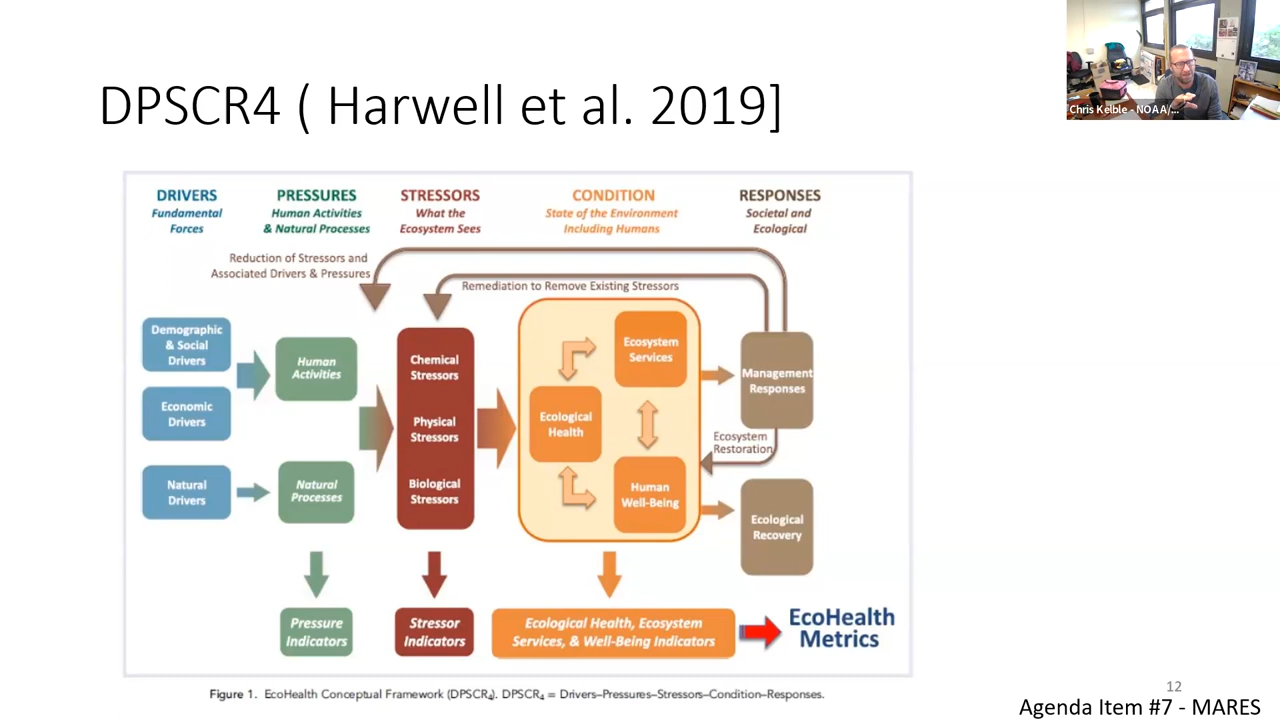 DPSCR4 ( Harwell et al. 2019]
Chris Kelble - NOAA/...
DRIVERS
Fundamental
Forces
PRESSURES
Human Activities
& Natural Processes
STRESSORS
What the
Ecosystem Sees
CONDITION
State of the Environment
Including Humans
RESPONSES
Societal and
Ecological
Reduction of Stressors and
Associated Drivers & Pressures
Remediation to Remove Existing Stressors
Demographic
& Social
Drivers
Economic
Drivers
Natural
Drivers
Human
Activities
Natural
Processes
Chemical
Stressors
Physical
Stressors
Biological
Stressors
Ecological
Health
Ecosystem
Services
Human
Well-Being
Management
Responses
Ecosystem
Restoration
Ecological
Recovery
Pressure
Indicators
Stressor
Indicators
Ecological Health, Ecosystem
Services, & Well-Being Indicators
EcoHealth
Metrics
Figure 1. EcoHealth Conceptual Framework (DPSCR₄). DPSCR₄ = Drivers–Pressures–Stressors–Condition–Responses.
12
Agenda Item #7 - MARES